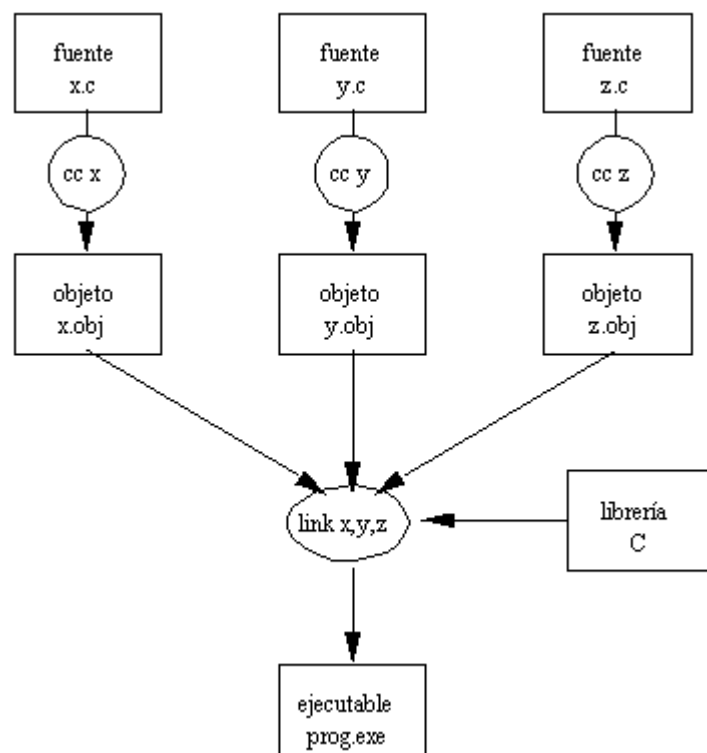 fuente
x.c
fuente
y.c
fuente
z.c
cc x
cc y
cc z
objeto
x.obj
objeto
y.obj
objeto
z.obj
link x,y,z
librería
C
ejecutable
prog.exe